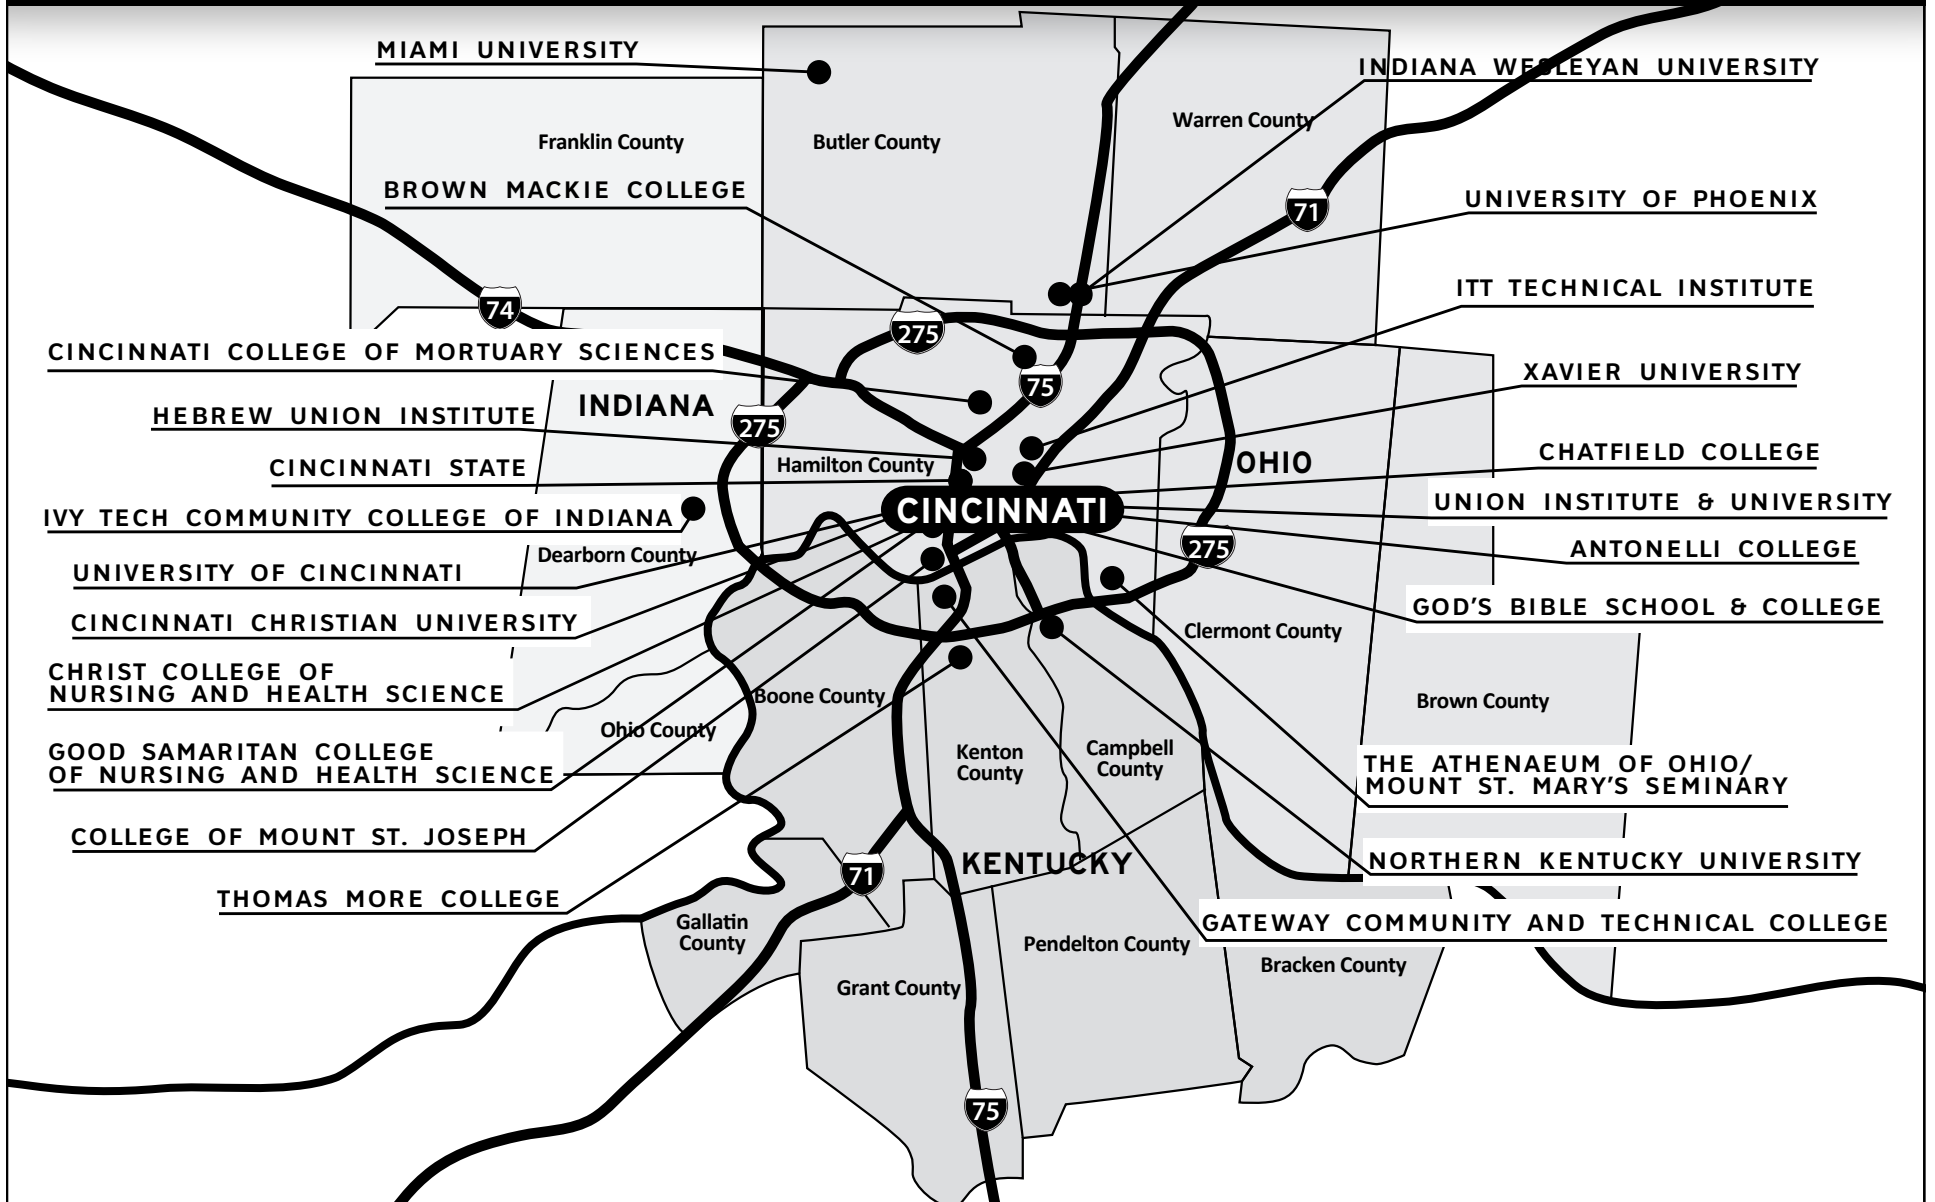 MIAMI UNIVERSITY
INDIANA WESLEYAN UNIVERSITY
Warren County
Franklin County
Butler County
BROWN MACKIE COLLEGE
UNIVERSITY OF PHOENIX
71
ITT TECHNICAL INSTITUTE
74
275
CINCINNATI COLLEGE OF MORTUARY SCIENCES
XAVIER UNIVERSITY
75
INDIANA
HEBREW UNION INSTITUTE
275
CHATFIELD COLLEGE
OHIO
Hamilton County
CINCINNATI STATE
UNION INSTITUTE & UNIVERSITY
CINCINNATI
IVY TECH COMMUNITY COLLEGE OF INDIANA
275
ANTONELLI COLLEGE
Dearborn County
UNIVERSITY OF CINCINNATI
GOD'S BIBLE SCHOOL & COLLEGE
CINCINNATI CHRISTIAN UNIVERSITY
Clermont County
CHRIST COLLEGE OF
NURSING AND HEALTH SCIENCE
Boone County
Brown County
Ohio County
GOOD SAMARITAN COLLEGE
OF NURSING AND HEALTH SCIENCE
Kenton
County
Campbell
County
THE ATHENAEUM OF OHIO/
MOUNT ST. MARY'S SEMINARY
COLLEGE OF MOUNT ST. JOSEPH
KENTUCKY
NORTHERN KENTUCKY UNIVERSITY
71
THOMAS MORE COLLEGE
GATEWAY COMMUNITY AND TECHNICAL COLLEGE
Gallatin
County
Pendelton County
Bracken County
Grant County
75